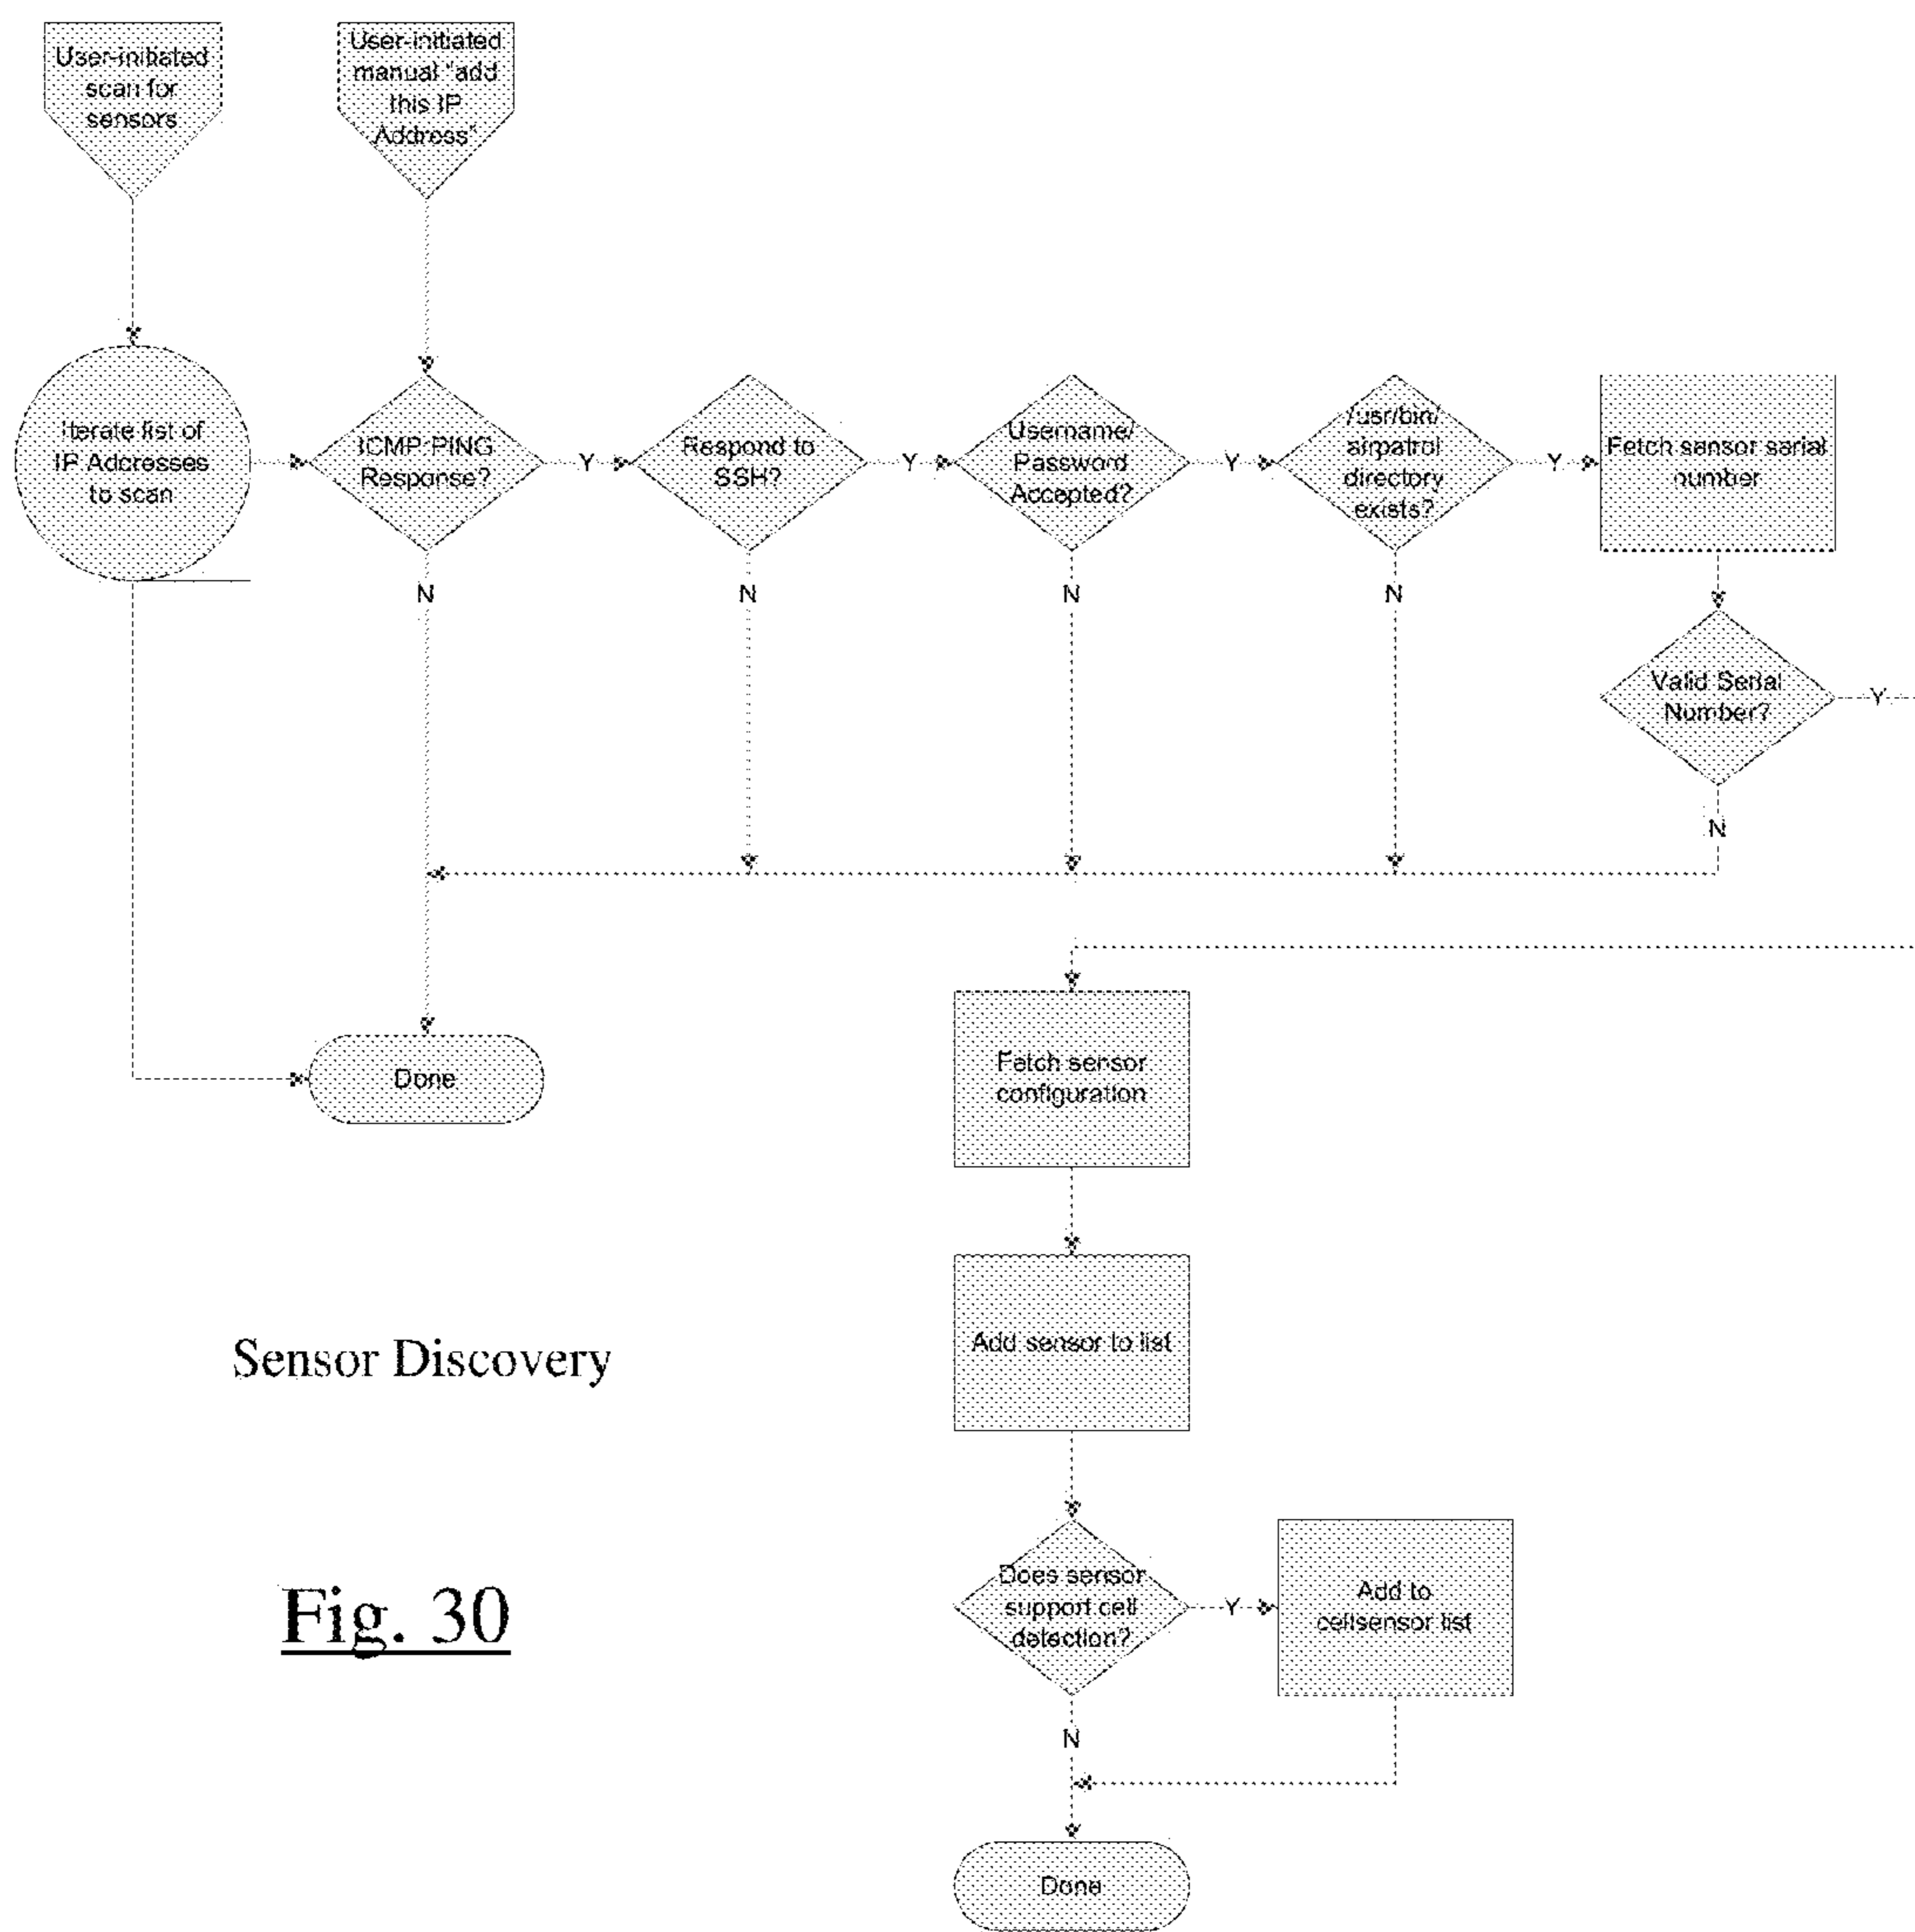 User-initiated
scan for
sensors
User-initiated
manual "add
this IP
Address"
Iterate list of
IP Addresses
to scan
ICMP PING
Response?
Y
Respond to
SSH?
Y
Username/
Password
Accepted?
Y
/usr/bin/
airpatrol
directory
exists?
Y
Fetch sensor serial
number
N
N
N
N
Valid Serial
Number?
Y
N
Done
Fetch sensor
configuration
Add sensor to list
Sensor Discovery
Does sensor
support cell
detection?
Y
Add to
cellsensor list
Fig. 30
N
Done